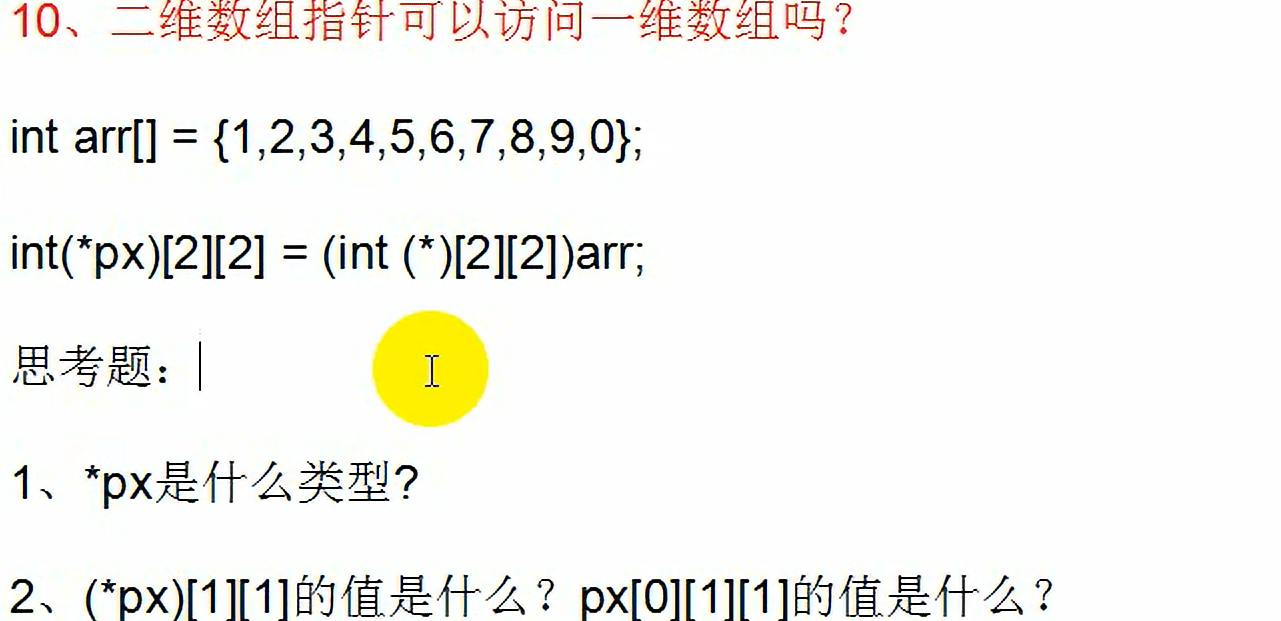 10、二维数组指针可以访问一维数组吗？
int arr[] = {1,2,3,4,5,6,7,8,9,0};
int(*px)[2][2] = (int (*)[2][2])arr;
思考题：
1、*px是什么类型?
2、(*px)[1][1]的值是什么？px[0][1][1]的值是什么？